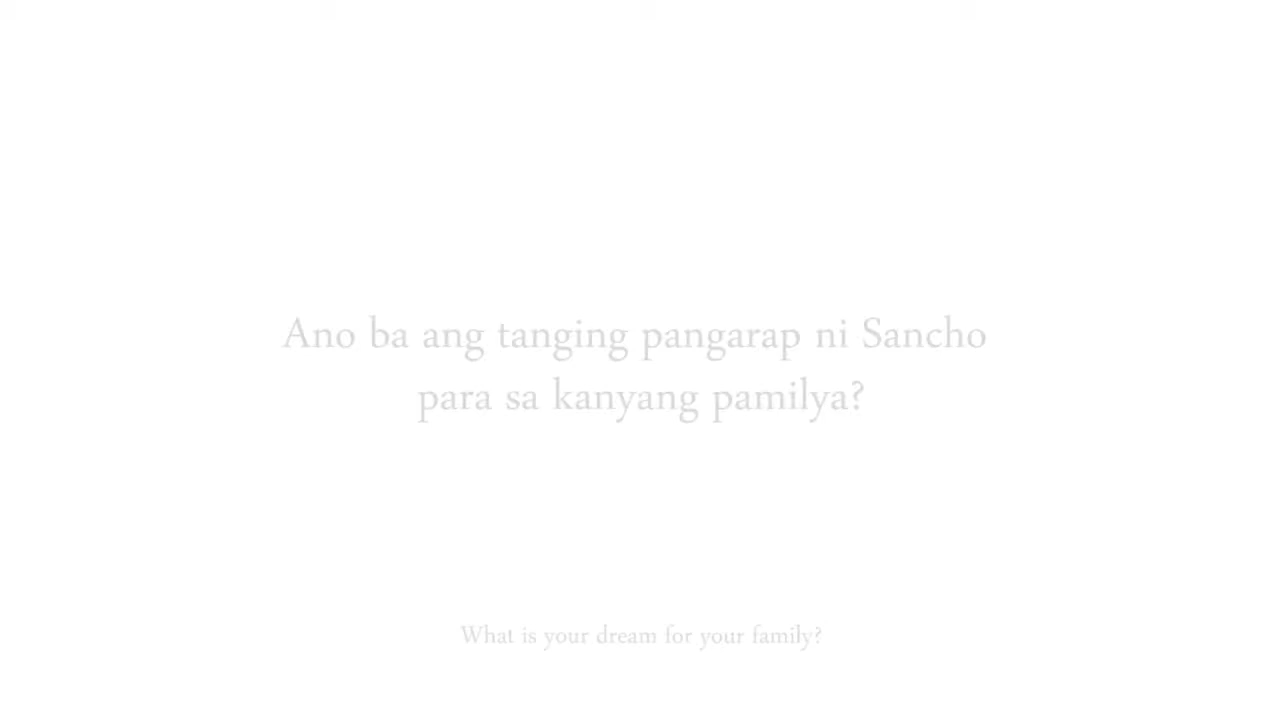 Ano ba ang tanging pangarap ni Sancho
para sa kanyang pamilya?
What is your dream for your family?